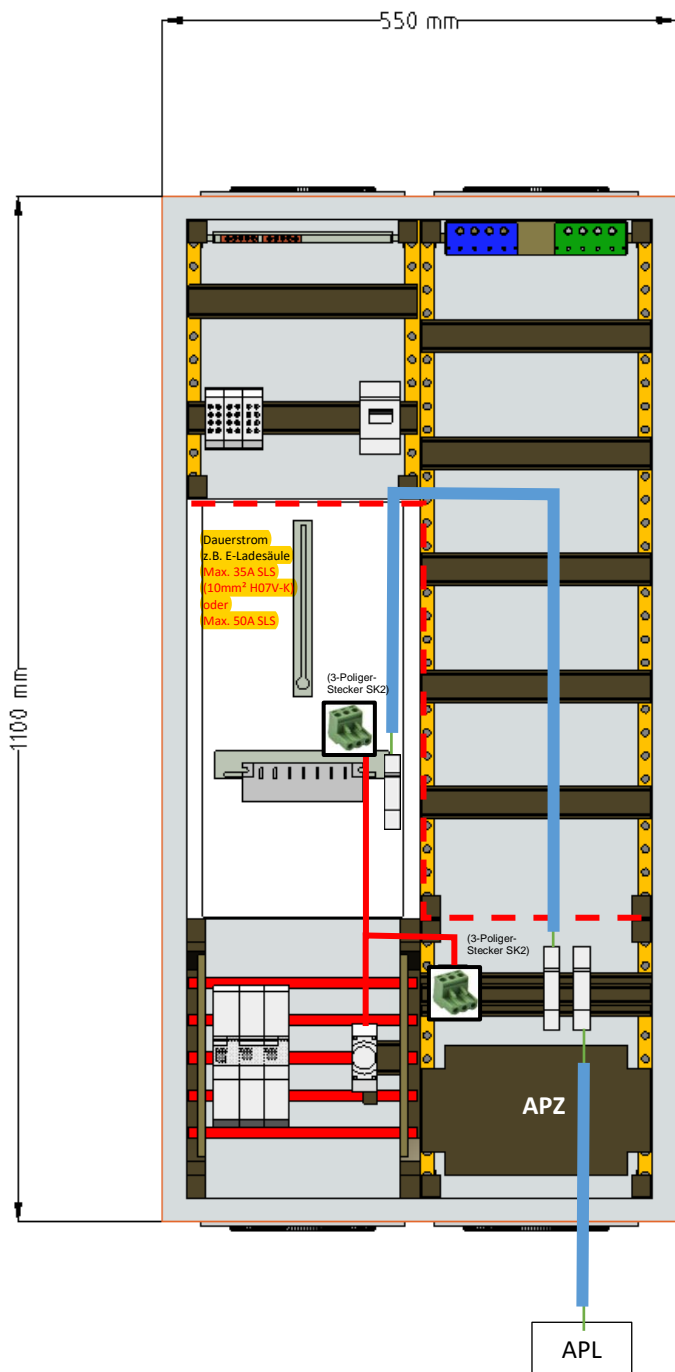 550 mm
1100 mm
Dauerstrom
z.B. E-Ladesäule
Max. 35A SLS
(10mm² H07V-K)
oder
Max. 50A SLS
(3-Poliger-
Stecker SK2)
(3-Poliger-
Stecker SK2)
APZ
APL